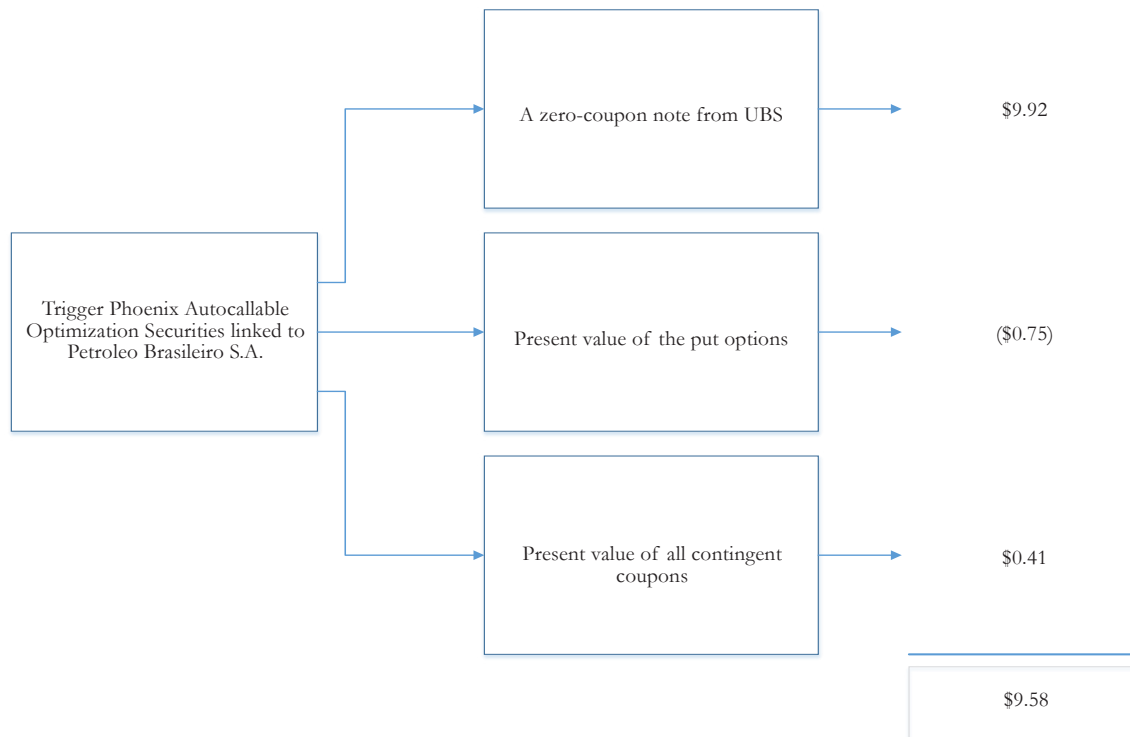 A zero-coupon note from UBS
$9.92
Trigger Phoenix Autocallable
Optimization Securities linked to
Petroleo Brasileiro S.A.
Present value of the put options
($0.75)
Present value of all contingent
coupons
$0.41
$9.58